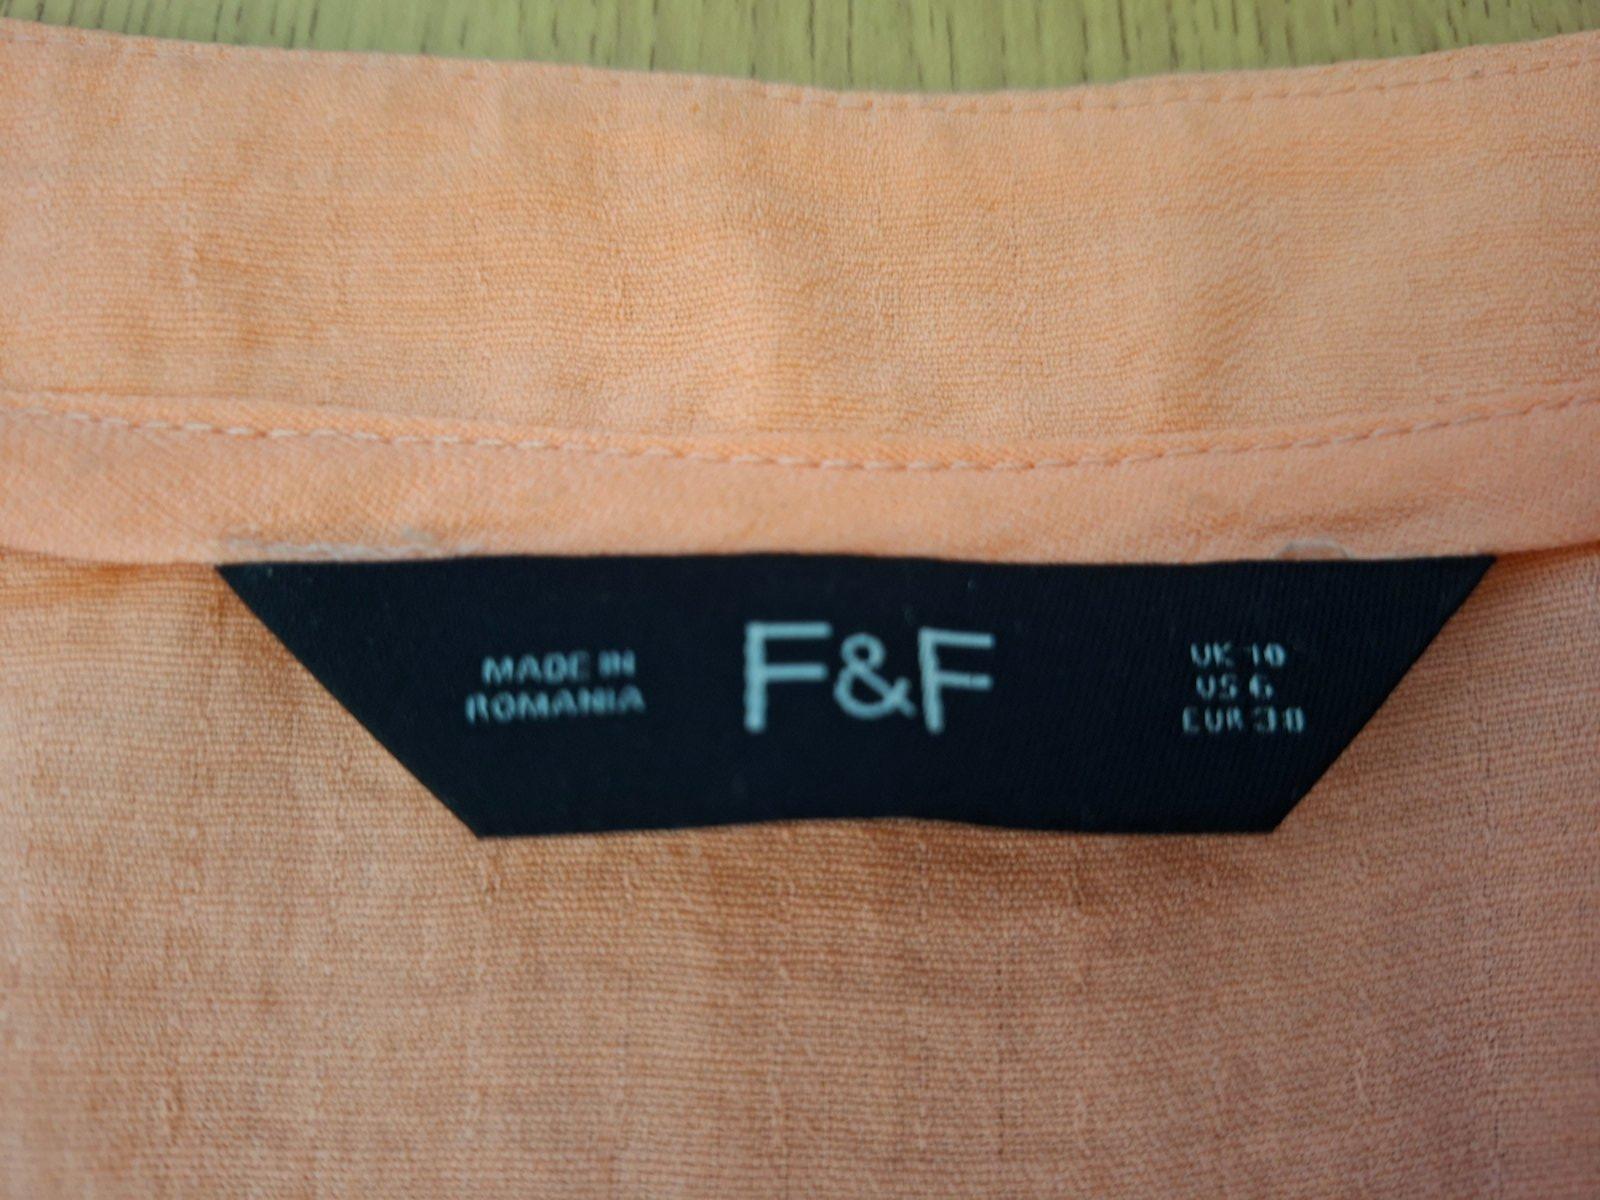 MADE IN
ROMANIA
F&F
UK 10
US 6
EUR 38